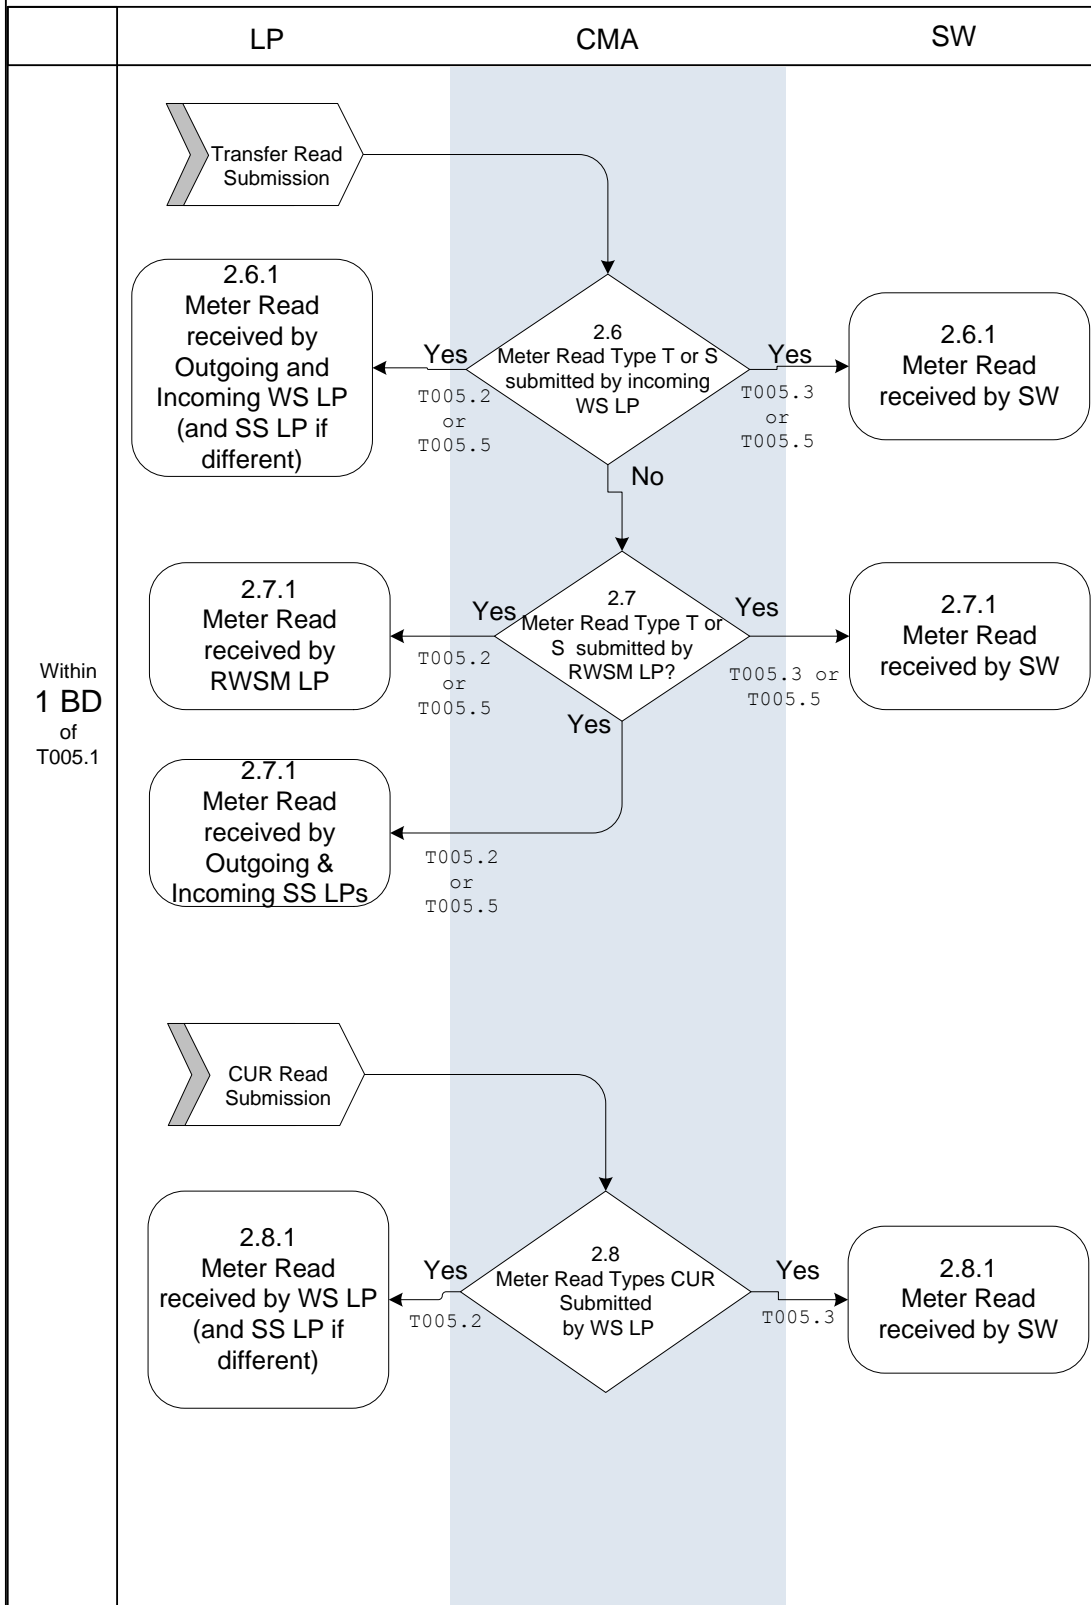 LP
CMA
SW
Transfer Read
Submission
2.6.1
Meter Read
received by
Outgoing and
Incoming WS LP
(and SS LP if
different)
Yes
T005.2
or
T005.5
2.6
Meter Read Type T or S
submitted by incoming
WS LP
Yes
T005.3
or
T005.5
2.6.1
Meter Read
received by SW
No
2.7.1
Meter Read
received by
RWSM LP
Yes
T005.2
or
T005.5
2.7
Meter Read Type T or
S submitted by
RWSM LP?
Yes
T005.3 or
T005.5
2.7.1
Meter Read
received by SW
Within
1 BD
of
T005.1
Yes
2.7.1
Meter Read
received by
Outgoing &
Incoming SS LPs
T005.2
or
T005.5
CUR Read
Submission
2.8.1
Meter Read
received by WS LP
(and SS LP if
different)
Yes
T005.2
2.8
Meter Read Types CUR
Submitted
by WS LP
Yes
T005.3
2.8.1
Meter Read
received by SW